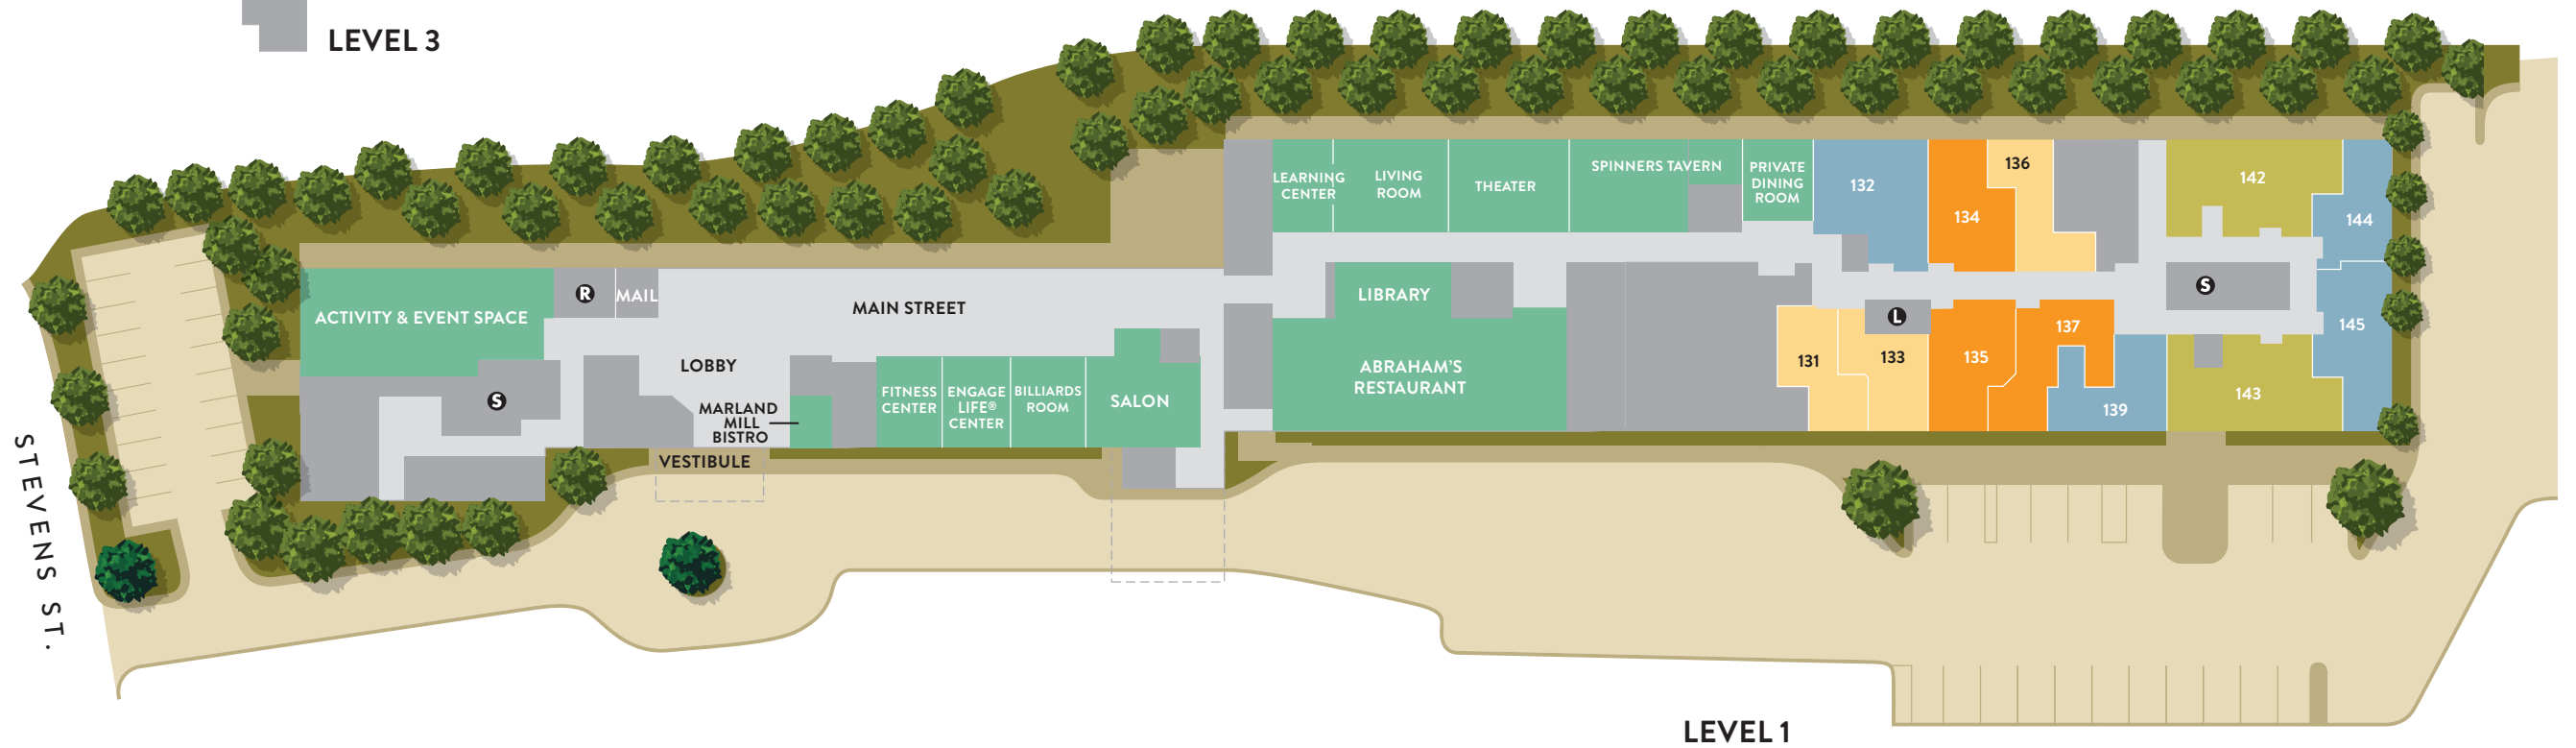 LEVEL 3
LEARNING
CENTER
LIVING
ROOM
THEATER
SPINNERS TAVERN
PRIVATE
DINING
ROOM
132
134
136
142
144
ACTIVITY & EVENT SPACE
R
MAIL
MAIN STREET
LIBRARY
S
L
137
145
LOBBY
ABRAHAM'S
RESTAURANT
131
133
135
139
143
S
MARLAND
MILL
BISTRO
FITNESS
CENTER
ENGAGE
LIFE®
CENTER
BILLIARDS
ROOM
SALON
VESTIBULE
STEVENS ST.
LEVEL 1